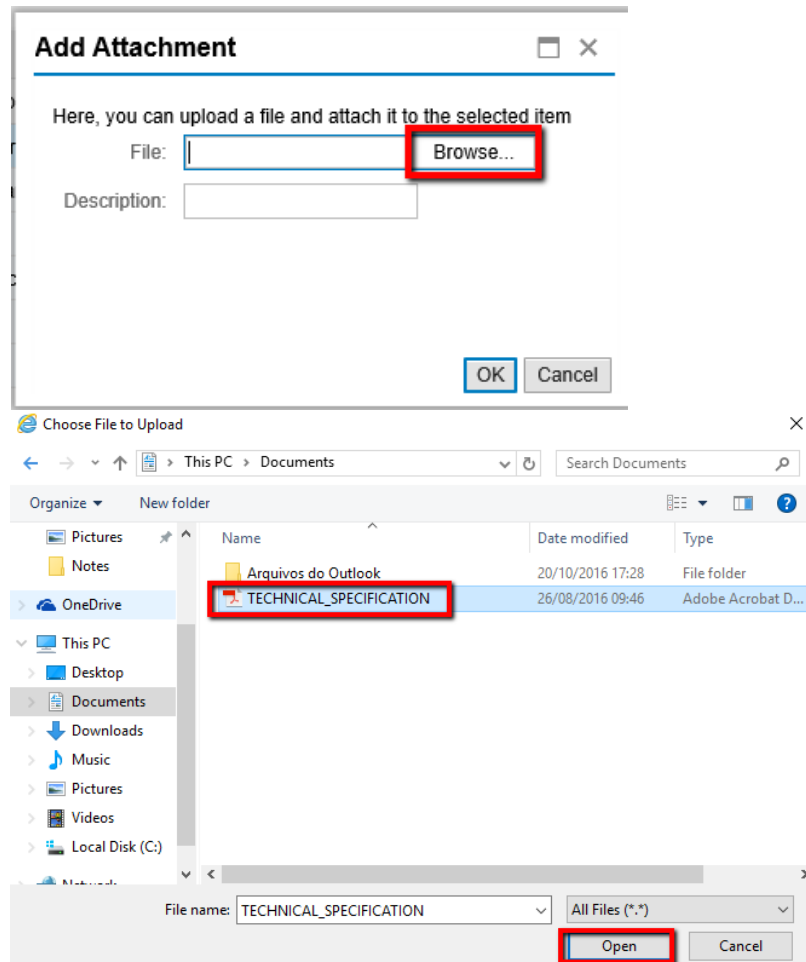 Add Attachment
Here, you can upload a file and attach it to the selected item
File: Browse...
Description:
OK Cancel
Choose File to Upload
This PC > Documents Search Documents
Organize New folder
Name Date modified Type
Pictures
Notes
OneDrive
This PC
Desktop
Documents
Downloads
Music
Pictures
Videos
Local Disk (C:)
Arquivos do Outlook 20/10/2016 17:28 File folder
TECHNICAL_SPECIFICATION 26/08/2016 09:46 Adobe Acrobat D...
File name: TECHNICAL_SPECIFICATION All Files (*.*)
Open Cancel